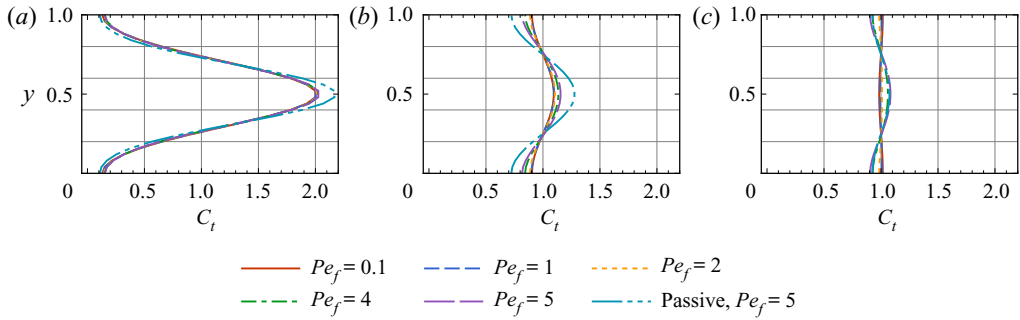 (a) (b) (c)
1.0 1.0 1.0
y 0.5 0.5 0.5
0 0.5 1.0 1.5 2.0 0 0.5 1.0 1.5 2.0 0 0.5 1.0 1.5 2.0
C_t C_t C_t
Pe_f = 0.1 Pe_f = 1 Pe_f = 2
Pe_f = 4 Pe_f = 5 Passive, Pe_f = 5